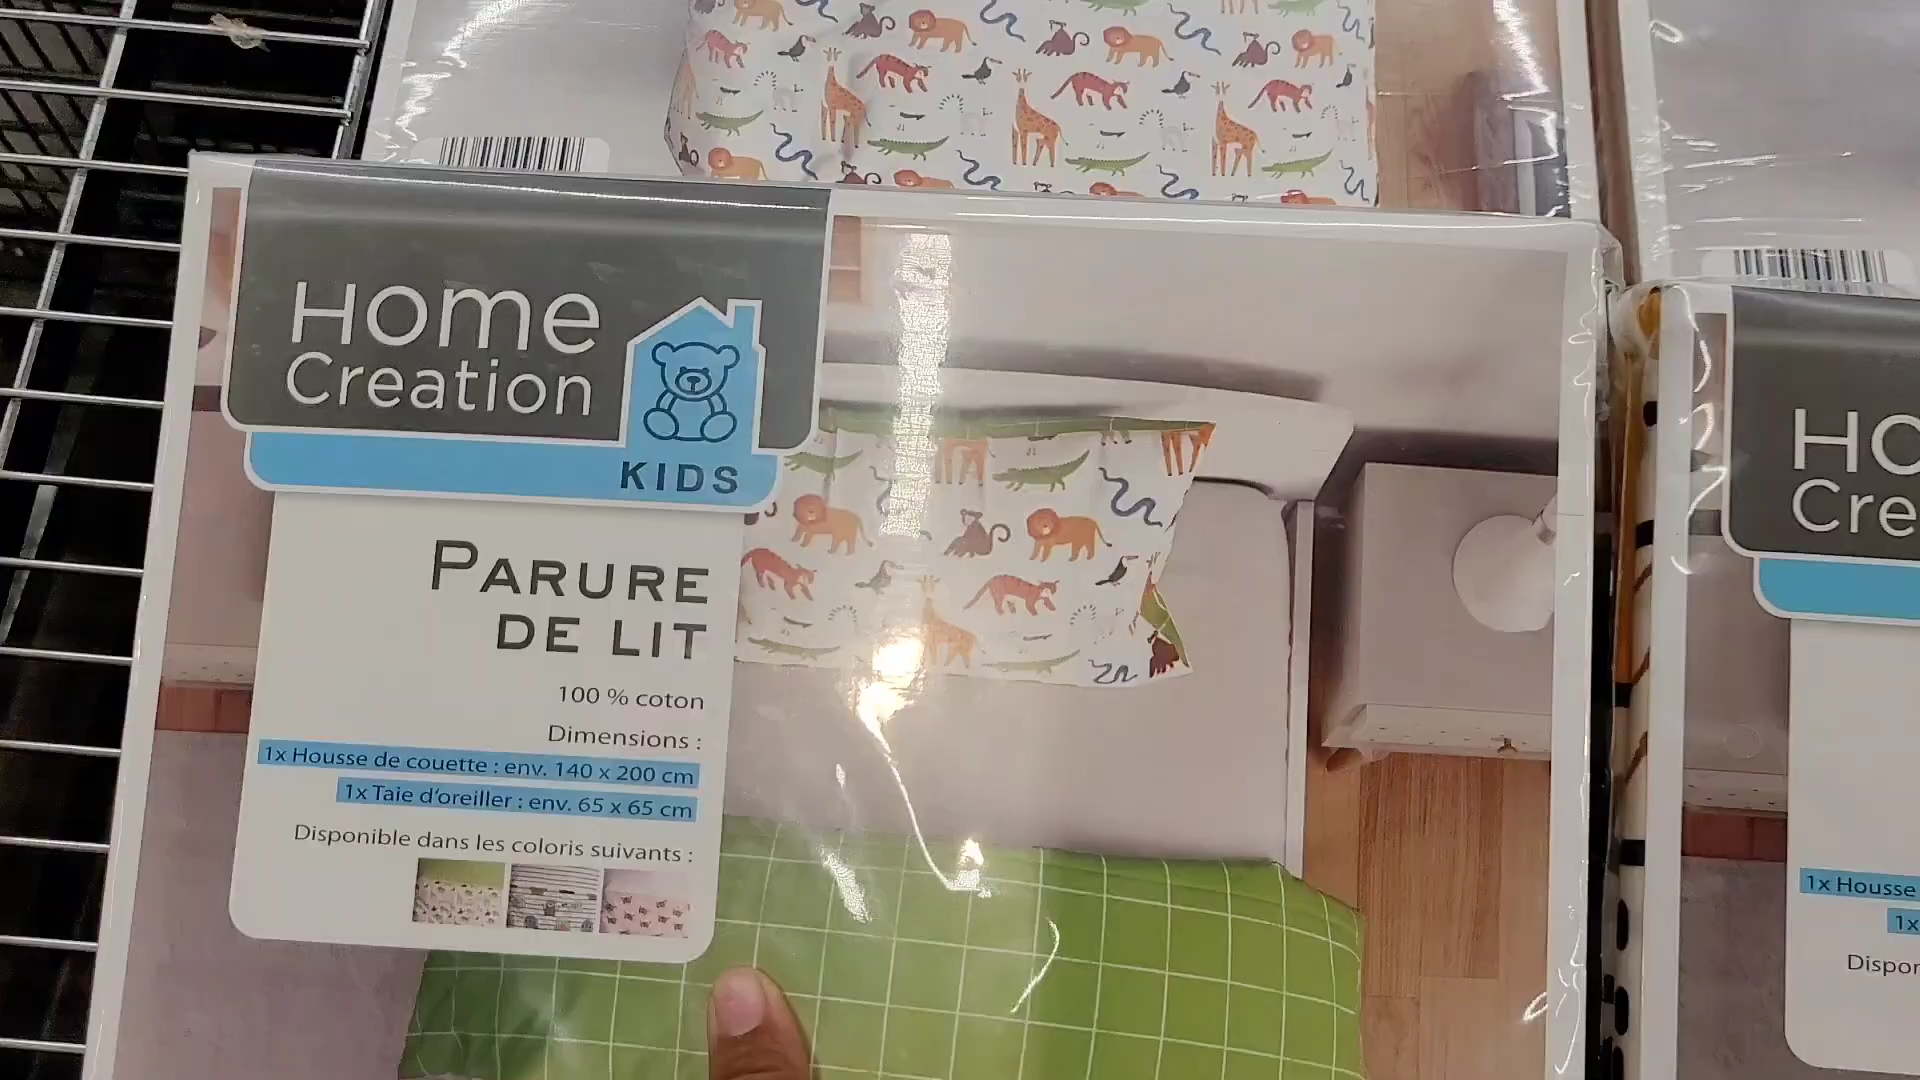 Home
Creation
KIDS
PARURE
DE LIT
100 % coton
Dimensions :
1x Housse de couette : env. 140 x 200 cm
1x Taie d'oreiller : env. 65 x 65 cm
Disponible dans les coloris suivants :
Ho
Cre
1x Housse
1x
Dispon